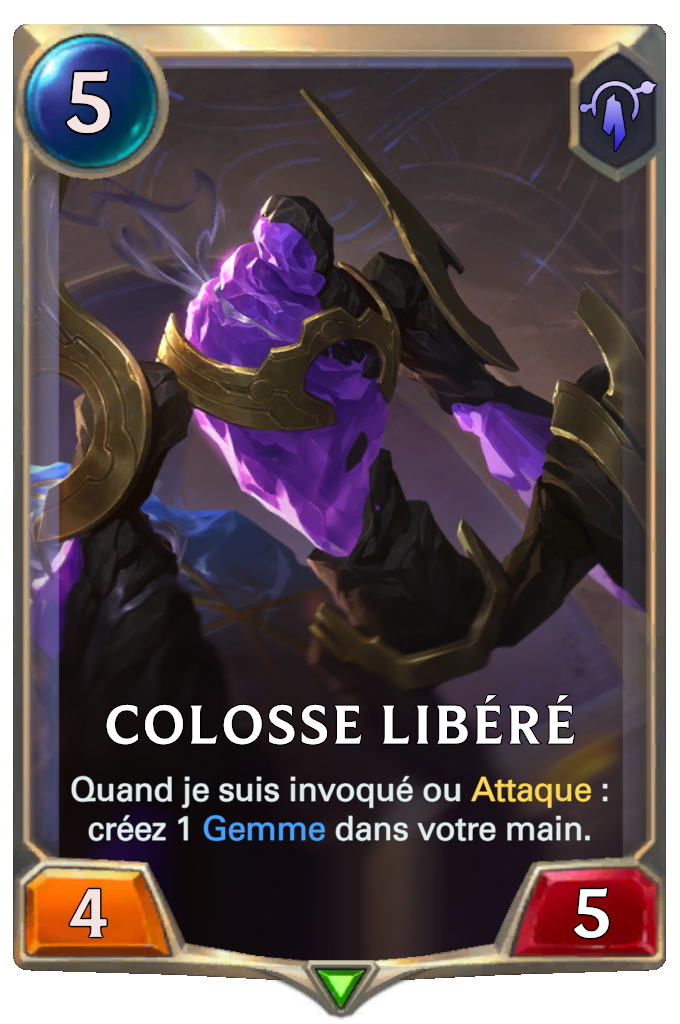 5
COLOSSE LIBÉRÉ
Quand je suis invoqué ou Attaque :
créez 1 Gemme dans votre main.
4
5